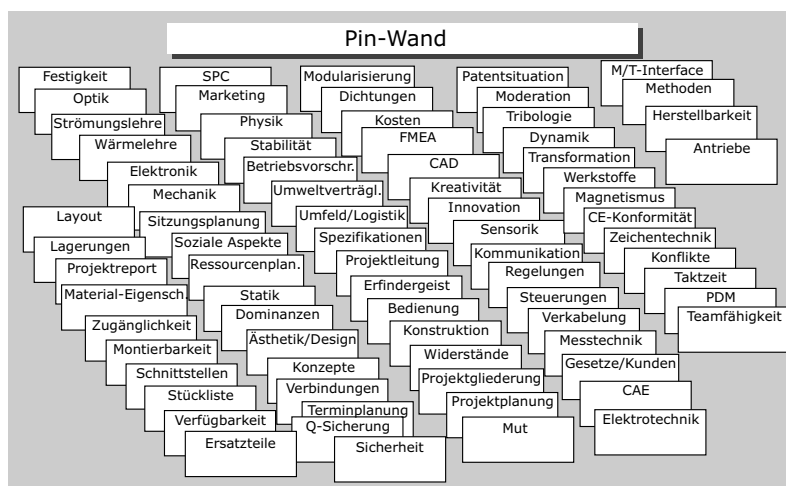 Pin-Wand
Festigkeit
Optik
Strömungslehre
Wärmelehre
Elektronik
Mechanik
Sitzungsplanung
Soziale Aspekte
Ressourcenplan.
Statik
Dominanzen
Ästhetik/Design
Konzepte
Verbindungen
Terminplanung
Q-Sicherung
Sicherheit
SPC
Marketing
Physik
Stabilität
Betriebsvorschr.
Umweltverträgl.
Umfeld/Logistik
Spezifikationen
Projektleitung
Erfindergeist
Bedienung
Konstruktion
Widerstände
Projektgliederung
Projektplanung
Mut
Modularisierung
Dichtungen
Kosten
FMEA
CAD
Kreativität
Innovation
Sensorik
Kommunikation
Regelungen
Steuerungen
Verkabelung
Messtechnik
Gesetze/Kunden
CAE
Elektrotechnik
Patentsituation
Moderation
Tribologie
Dynamik
Transformation
Werkstoffe
Magnetismus
CE-Konformität
Zeichentechnik
Konflikte
Taktzeit
PDM
Teamfähigkeit
M/T-Interface
Methoden
Herstellbarkeit
Antriebe
Layout
Lagerungen
Projektreport
Material-Eigensch.
Zugänglichkeit
Montierbarkeit
Schnittstellen
Stückliste
Verfügbarkeit
Ersatzteile